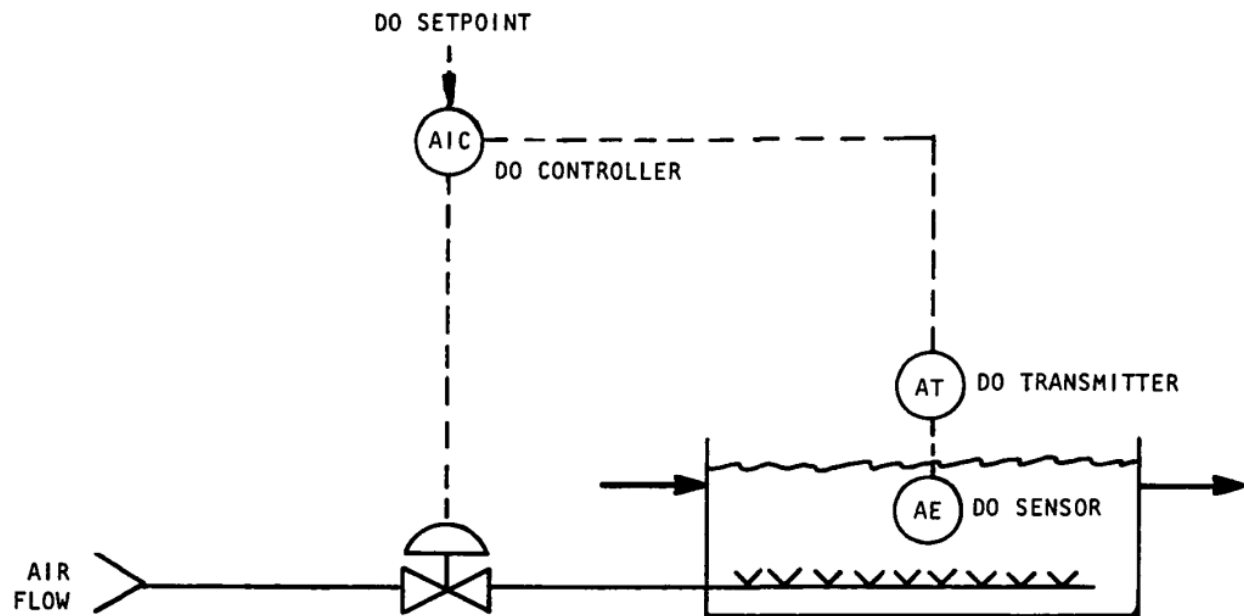 DO SETPOINT
AIC
DO CONTROLLER
AT
DO TRANSMITTER
AE
DO SENSOR
AIR
FLOW